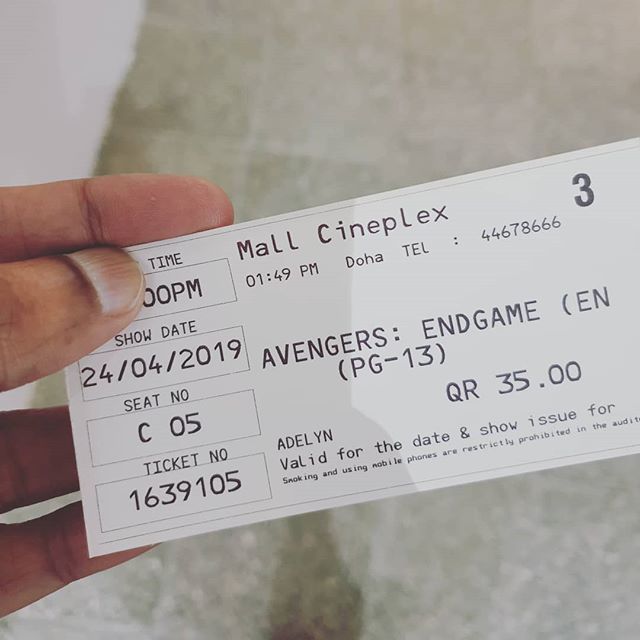 Mall Cineplex 3
01:49 PM Doha TEL : 44678666
TIME
00PM
SHOW DATE
24/04/2019
SEAT NO
C 05
TICKET NO
1639105
AVENGERS: ENDGAME (EN
(PG-13)
QR 35.00
ADELYN
Valid for the date & show issue for
Smoking and using mobile phones are restrictly prohibited in the